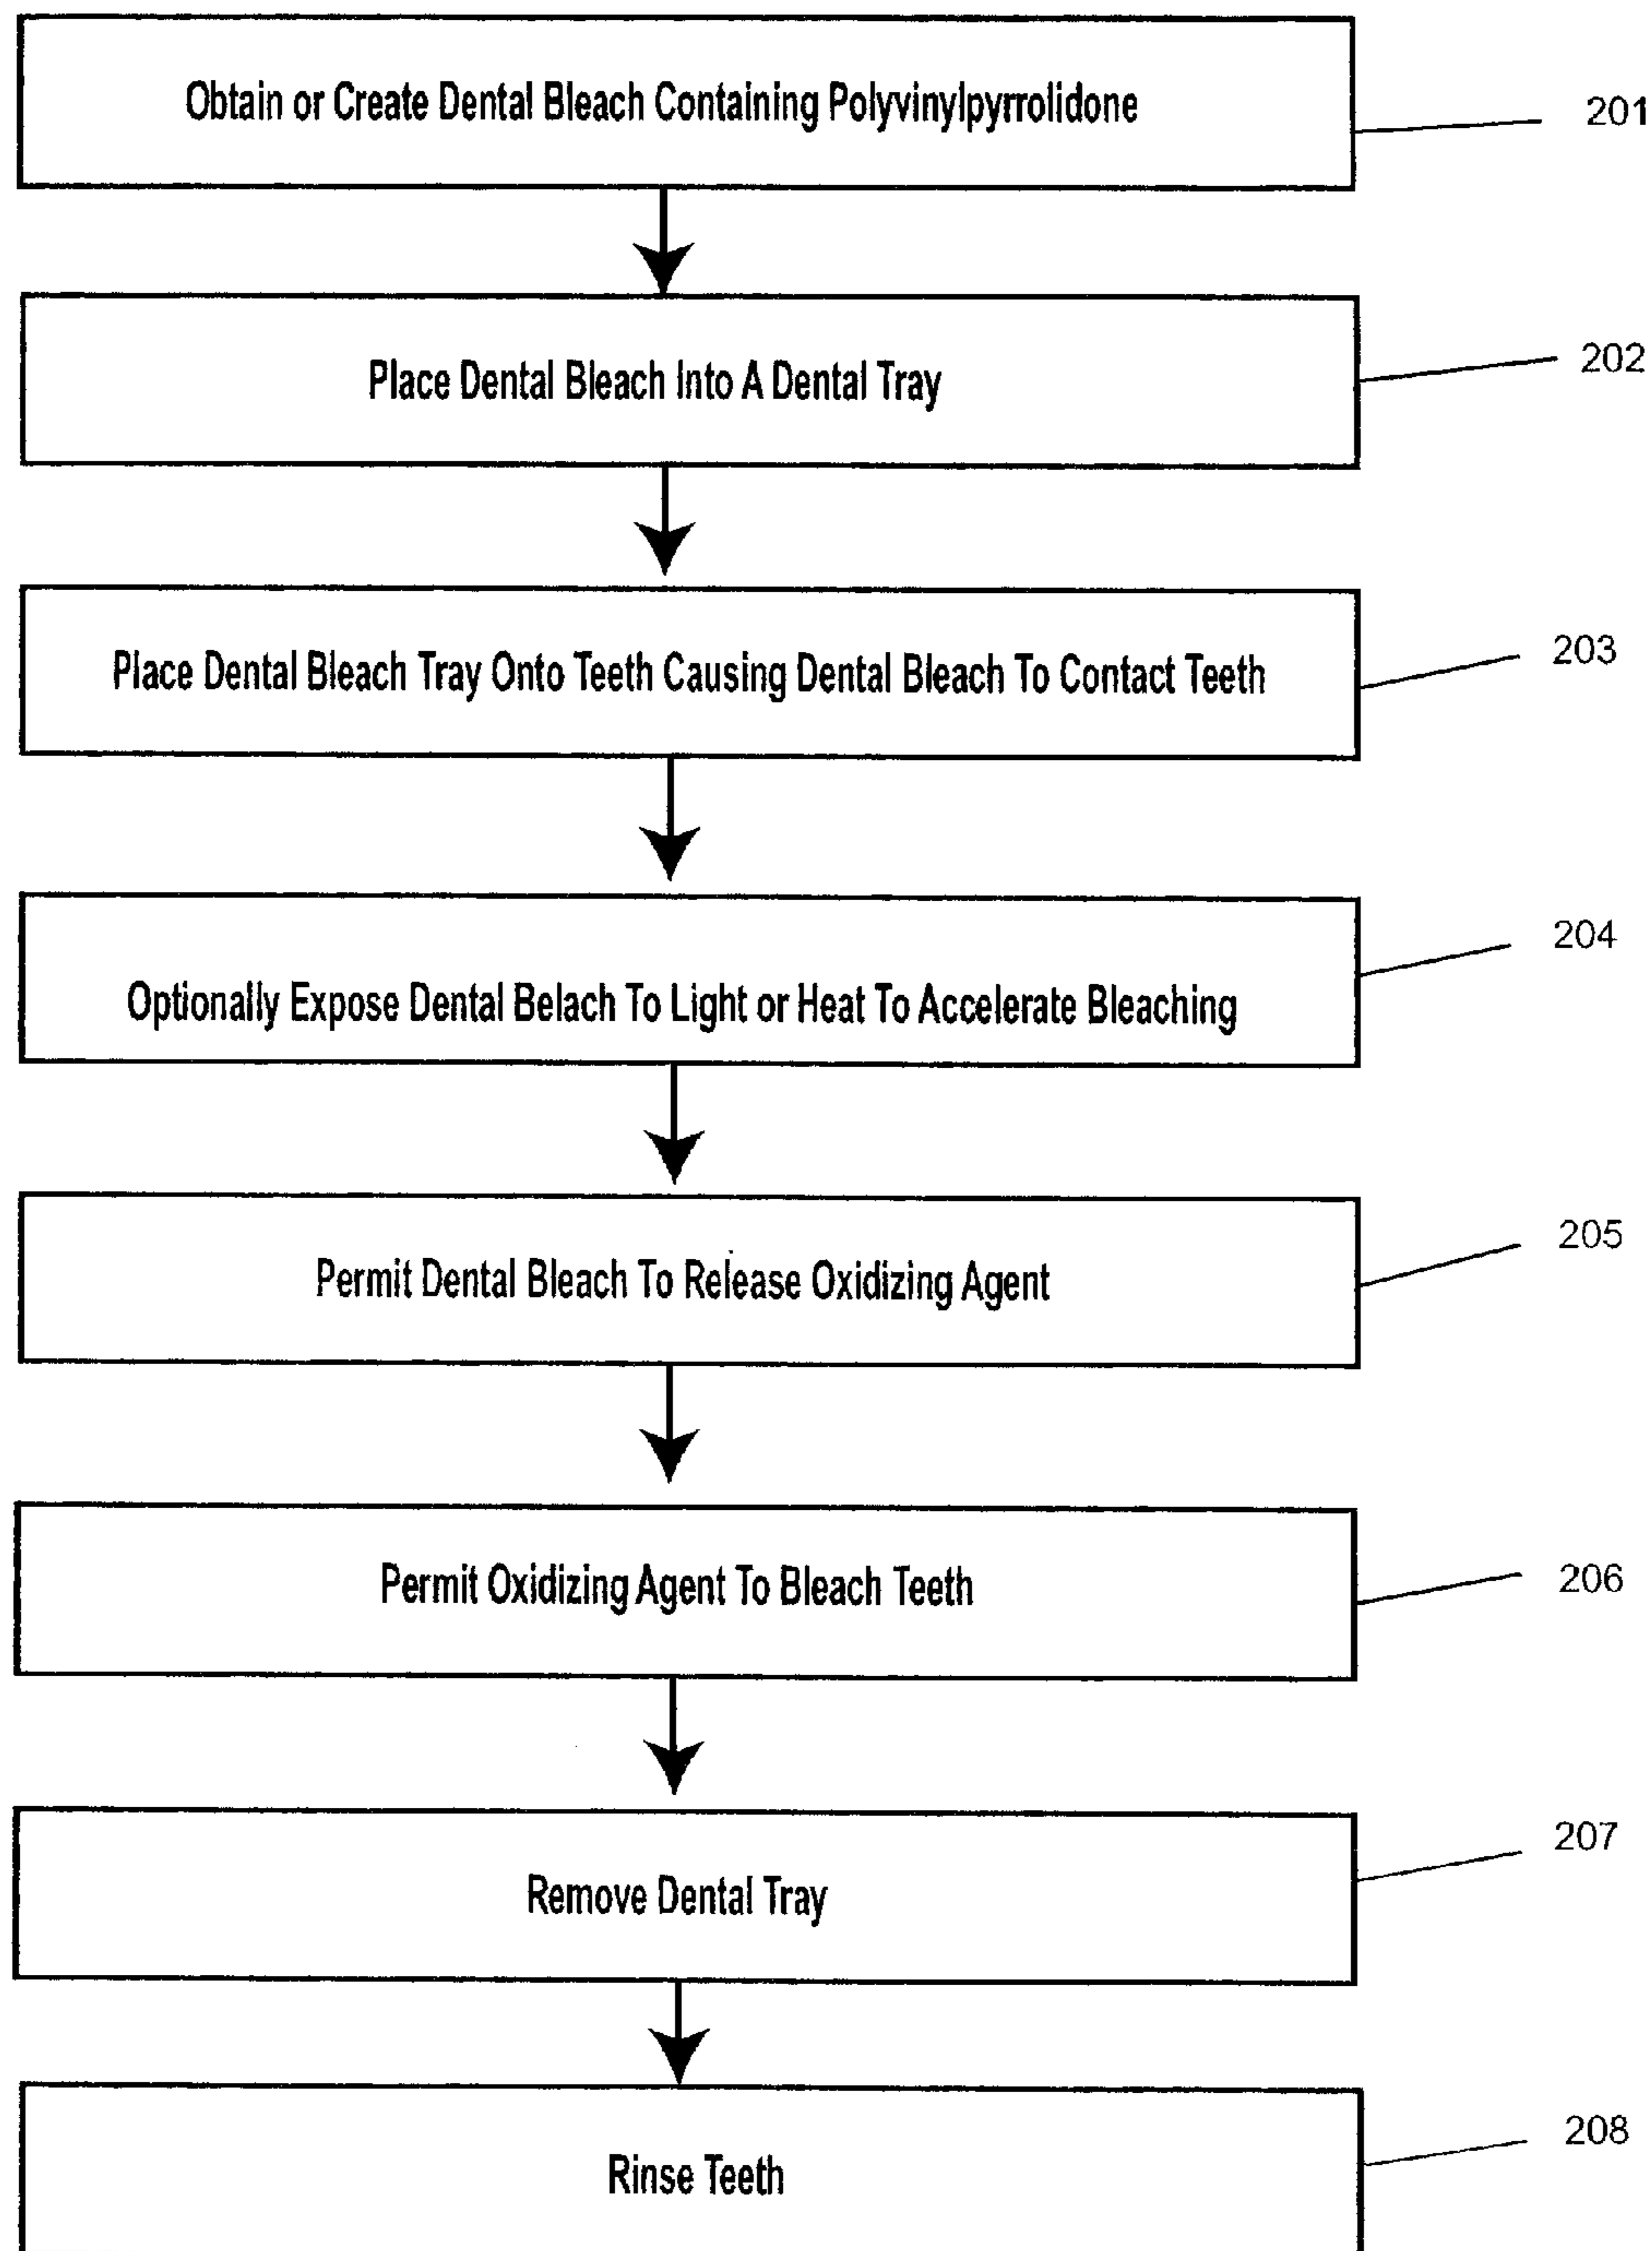 Obtain or Create Dental Bleach Containing Polyvinylpyrrolidone
201
Place Dental Bleach Into A Dental Tray
202
Place Dental Bleach Tray Onto Teeth Causing Dental Bleach To Contact Teeth
203
Optionally Expose Dental Belach To Light or Heat To Accelerate Bleaching
204
Permit Dental Bleach To Release Oxidizing Agent
205
Permit Oxidizing Agent To Bleach Teeth
206
Remove Dental Tray
207
Rinse Teeth
208